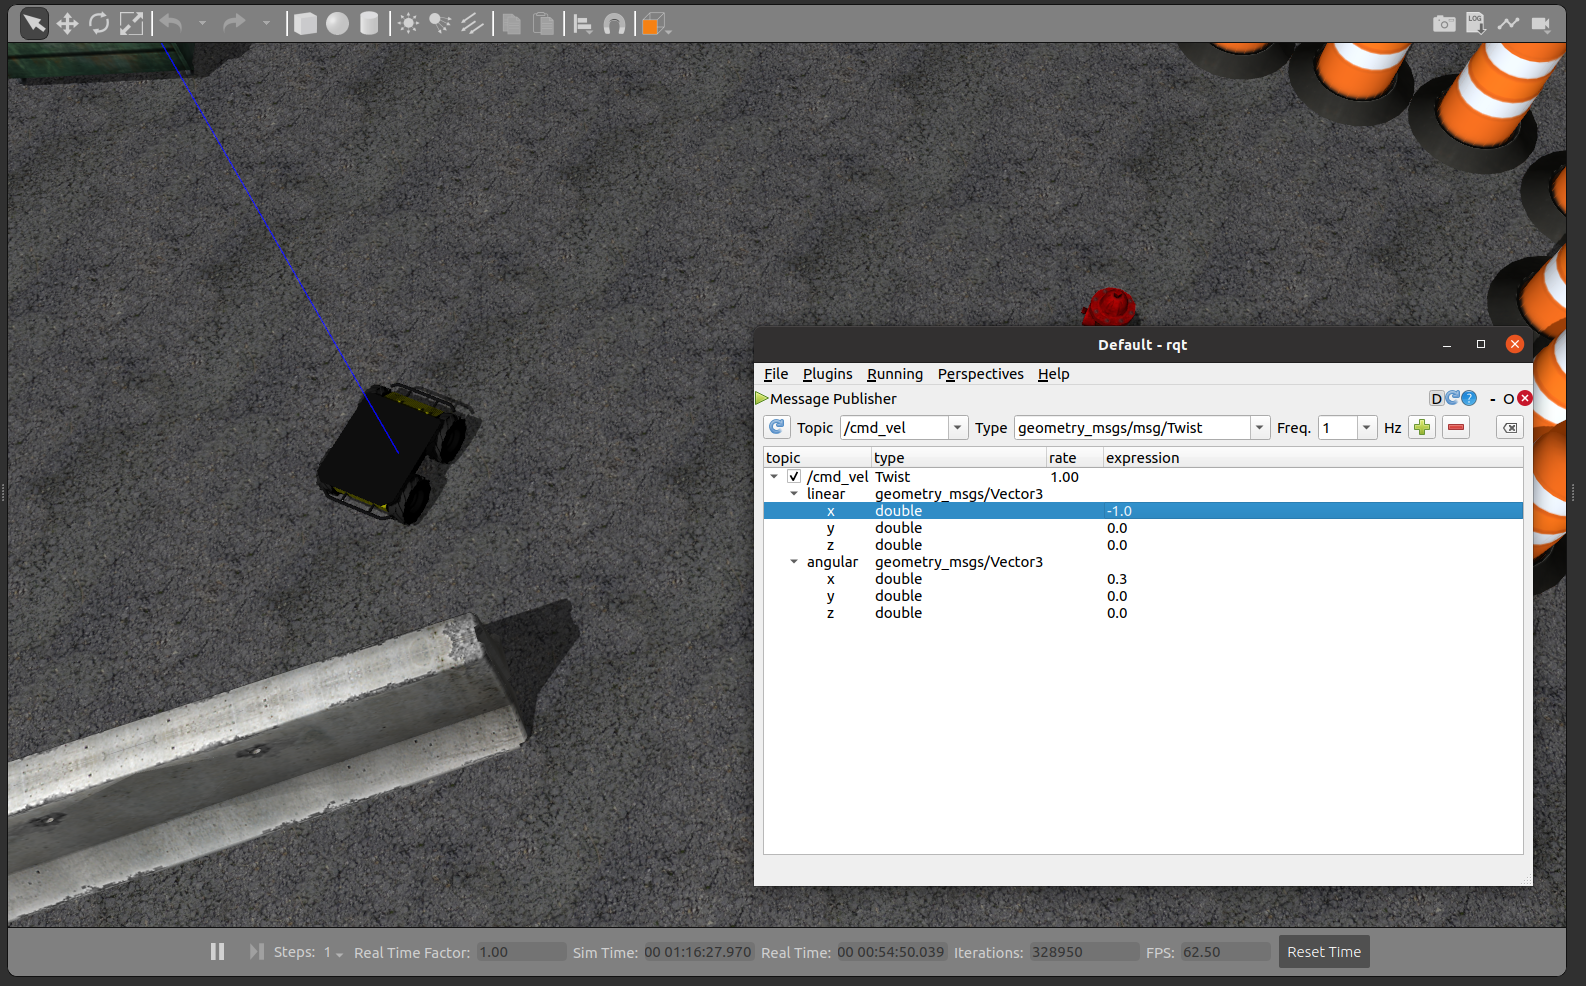 LOG
Default - rqt
File Plugins Running Perspectives Help
Message Publisher D ? - O
Topic /cmd_vel Type geometry_msgs/msg/Twist Freq. 1 Hz
topic type rate expression
/cmd_vel Twist 1.00
linear geometry_msgs/Vector3
x double -1.0
y double 0.0
z double 0.0
angular geometry_msgs/Vector3
x double 0.3
y double 0.0
z double 0.0
Steps: 1 Real Time Factor: 1.00 Sim Time: 00 01:16:27.970 Real Time: 00 00:54:50.039 Iterations: 328950 FPS: 62.50 Reset Time